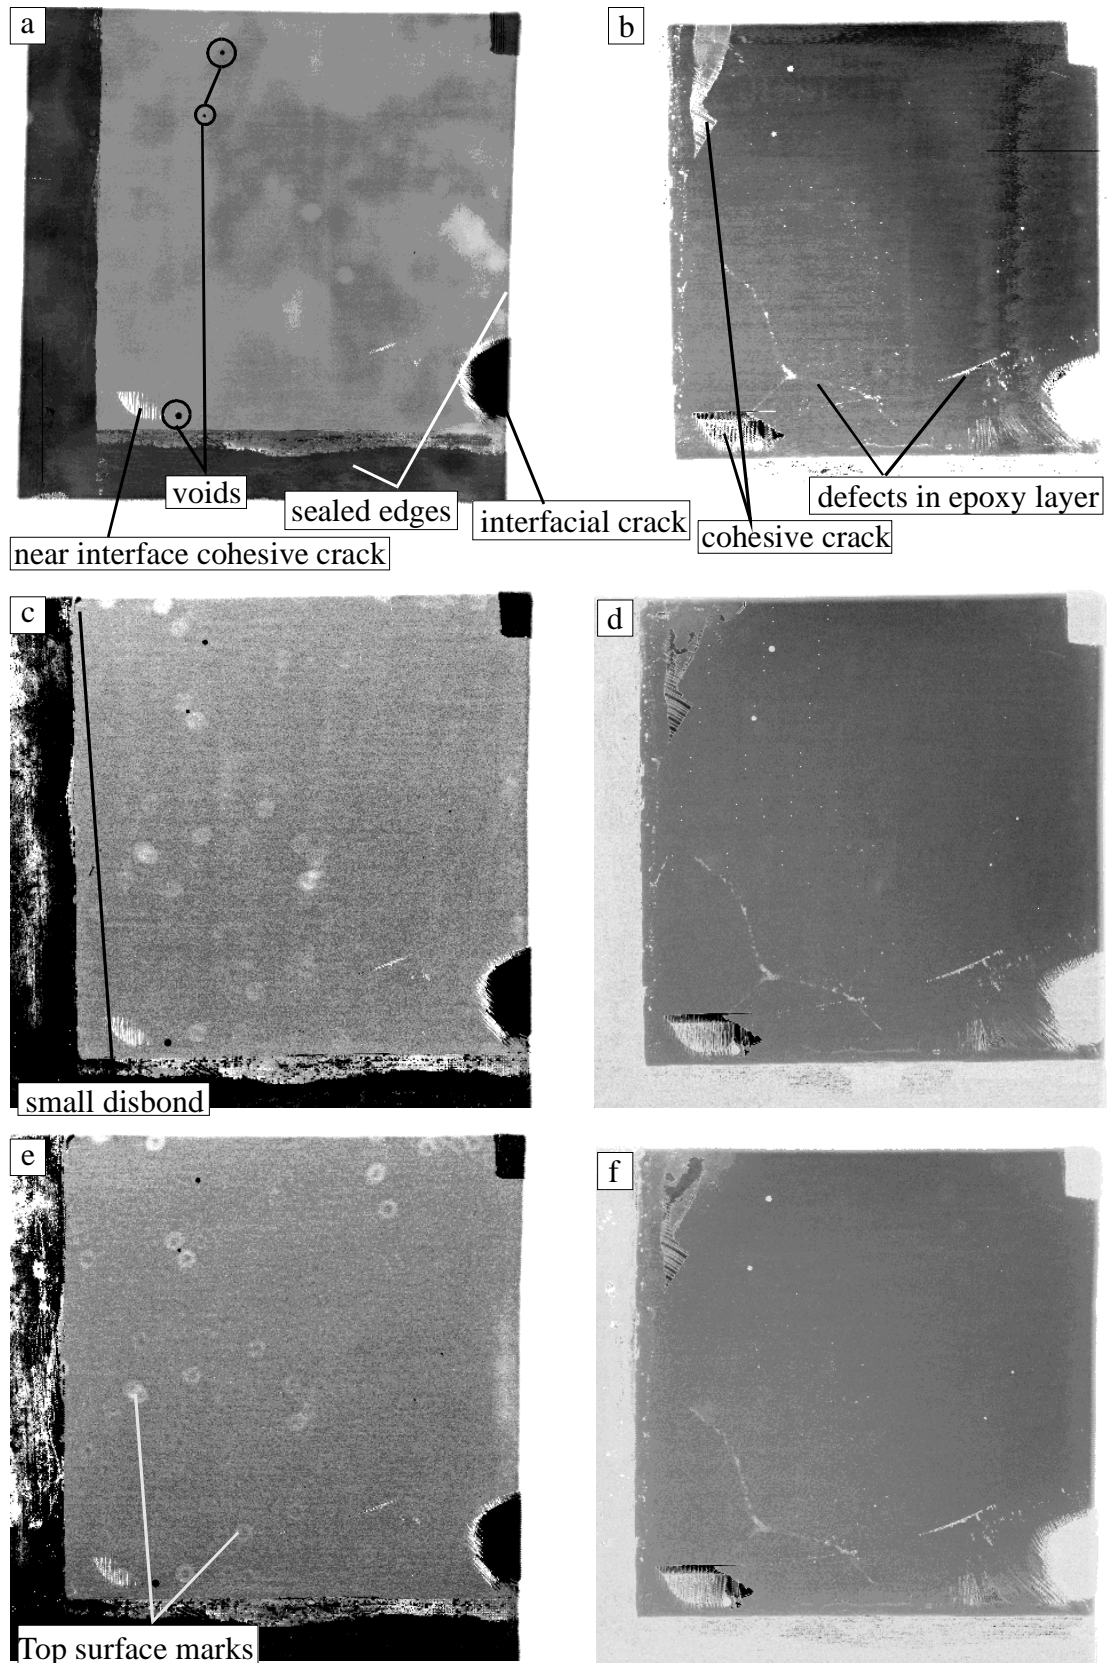 a
b
voids
sealed edges
interfacial crack
near interface cohesive crack
defects in epoxy layer
cohesive crack
c
d
small disbond
e
f
Top surface marks